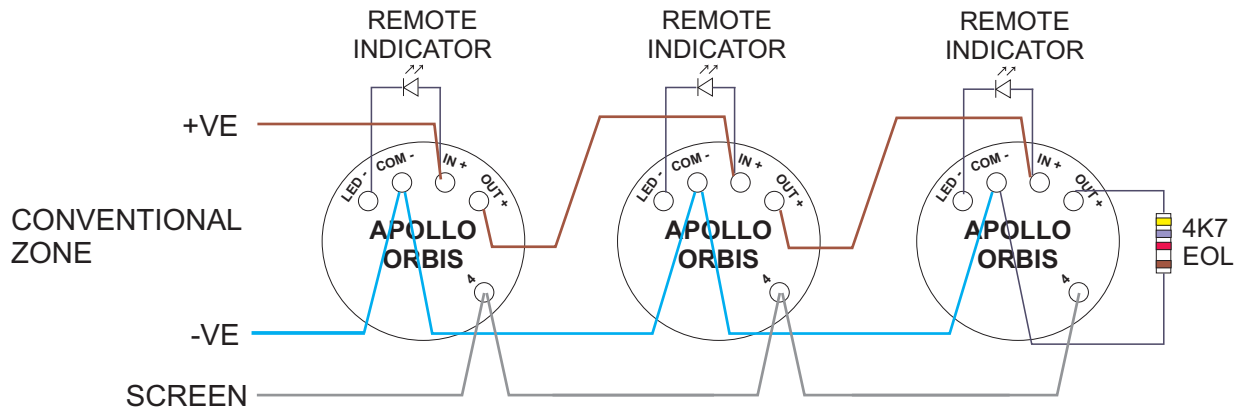 REMOTE
INDICATOR
REMOTE
INDICATOR
REMOTE
INDICATOR
+VE
LED -
COM -
IN +
OUT +
LED -
COM -
IN +
OUT +
LED -
COM -
IN +
OUT +
CONVENTIONAL
ZONE
APOLLO
ORBIS
APOLLO
ORBIS
APOLLO
ORBIS
4K7
EOL
4
4
4
-VE
SCREEN